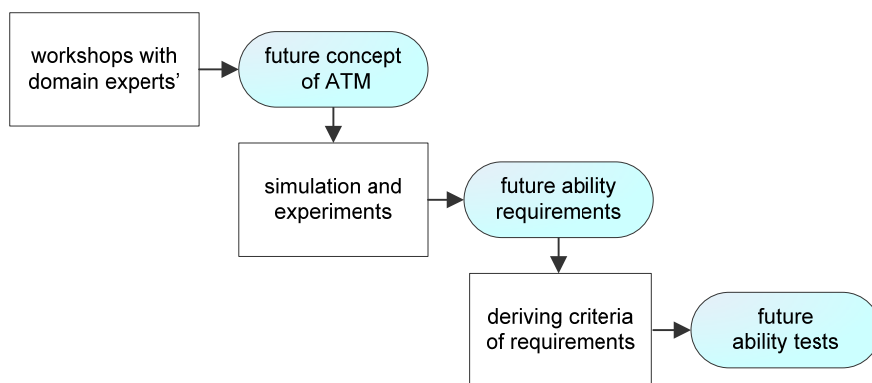 workshops with
domain experts’
future concept
of ATM
simulation and
experiments
future ability
requirements
deriving criteria
of requirements
future
ability tests